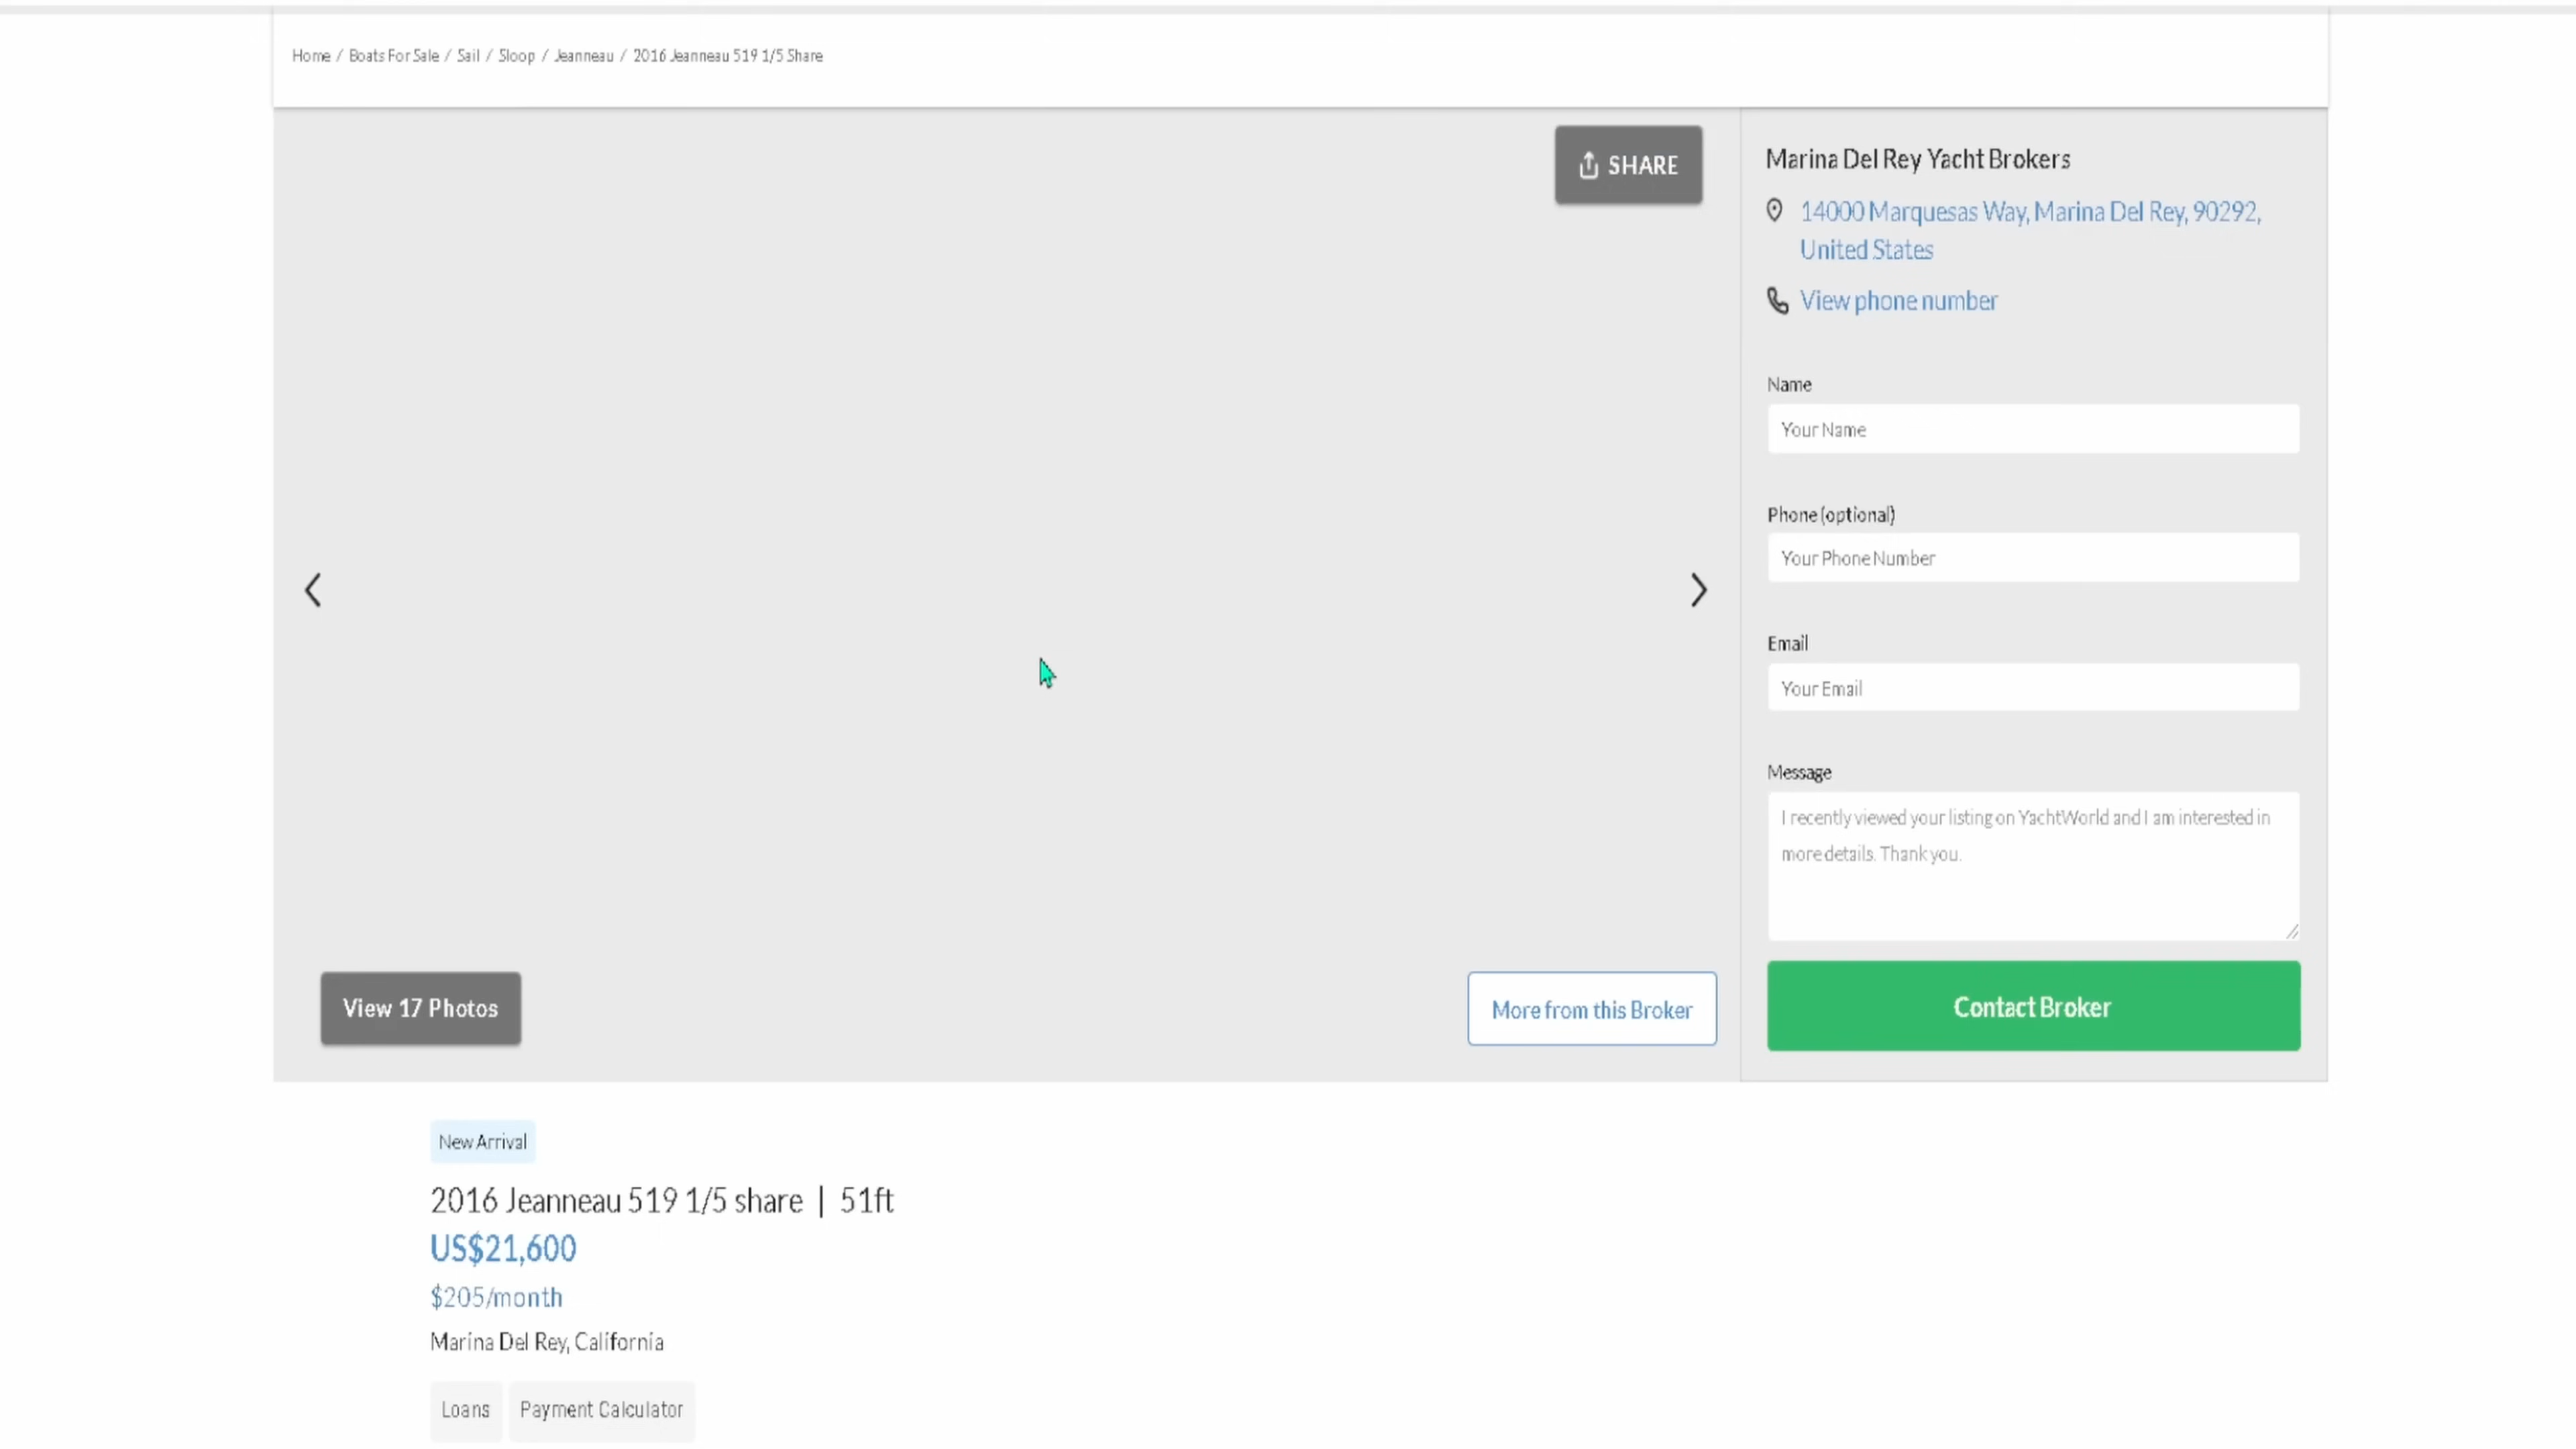 Home / Boats For Sale / Sail / Sloop / Jeanneau / 2016 Jeanneau 519 1/5 Share
SHARE
View 17 Photos
More from this Broker
Marina Del Rey Yacht Brokers
14000 Marquesas Way, Marina Del Rey, 90292,
United States
View phone number
Name
Your Name
Phone (optional)
Your Phone Number
Email
Your Email
Message
I recently viewed your listing on YachtWorld and I am interested in
more details. Thank you.
Contact Broker
New Arrival
2016 Jeanneau 519 1/5 share | 51ft
US$21,600
$205/month
Marina Del Rey, California
Loans
Payment Calculator